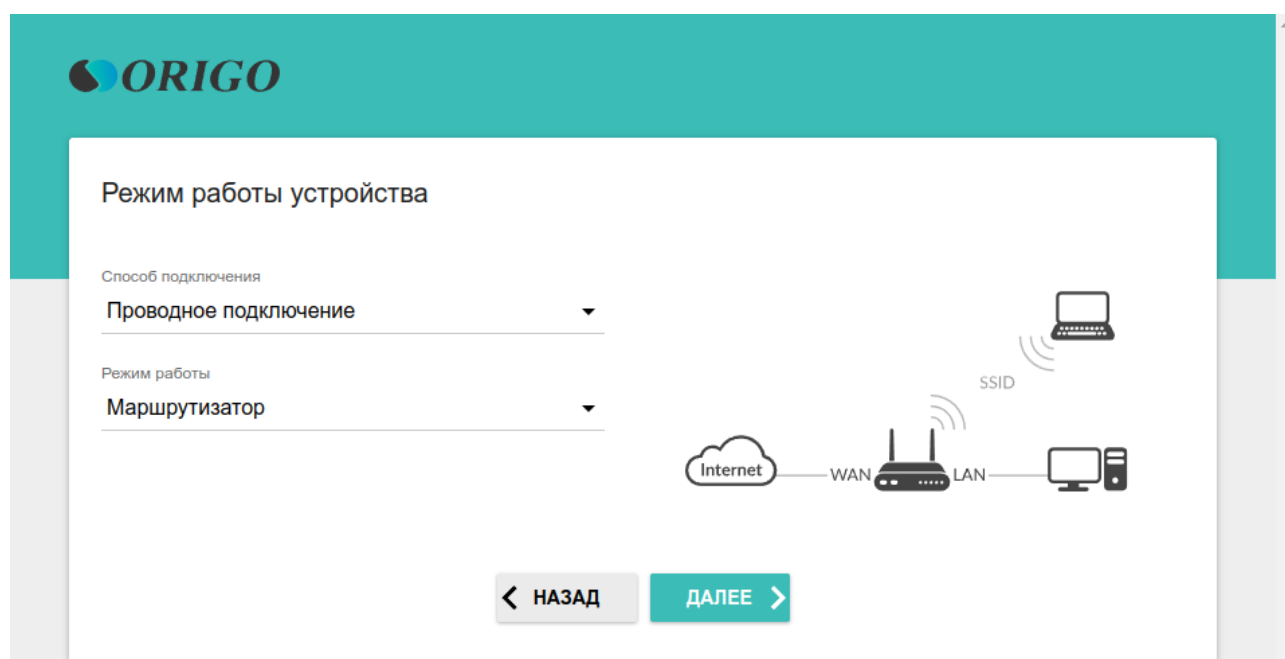 ORIGO
Режим работы устройства
Способ подключения
Проводное подключение
Режим работы
Маршрутизатор
SSID
Internet
WAN
LAN
НАЗАД
ДАЛЕЕ